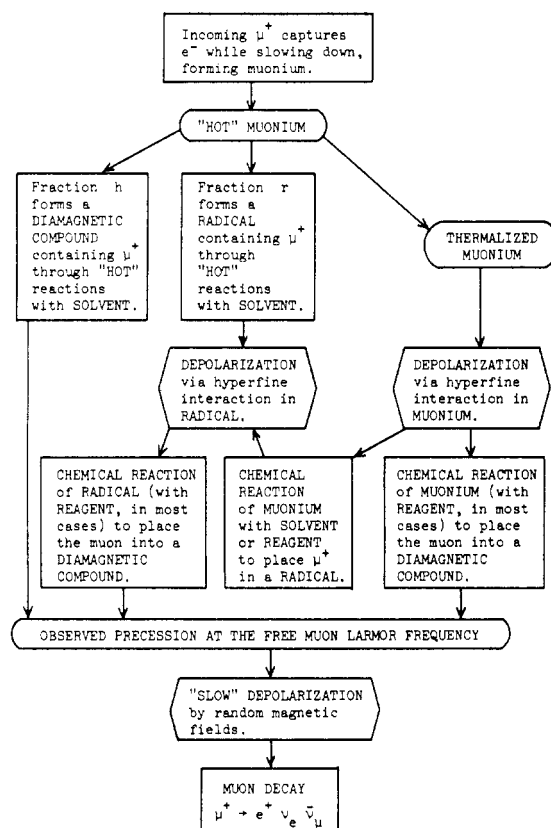 Incoming μ⁺ captures
e⁻ while slowing down,
forming muonium.
"HOT" MUONIUM
Fraction h
forms a
DIAMAGNETIC
COMPOUND
containing μ⁺
through "HOT"
reactions
with SOLVENT.
Fraction r
forms a
RADICAL
containing μ⁺
through
"HOT"
reactions
with SOLVENT.
THERMALIZED
MUONIUM
DEPOLARIZATION
via hyperfine
interaction in
RADICAL.
DEPOLARIZATION
via hyperfine
interaction in
MUONIUM.
CHEMICAL REACTION
of RADICAL (with
REAGENT, in most
cases) to place
the muon into a
DIAMAGNETIC
COMPOUND.
CHEMICAL
REACTION
of MUONIUM
with SOLVENT
or REAGENT
to place μ⁺
in a RADICAL.
CHEMICAL REACTION
of MUONIUM (with
REAGENT, in most
cases) to place
the muon into a
DIAMAGNETIC
COMPOUND.
OBSERVED PRECESSION AT THE FREE MUON LARMOR FREQUENCY
"SLOW" DEPOLARIZATION
by random magnetic
fields.
MUON DECAY
μ⁺ → e⁺ νₑ ν̄_μ